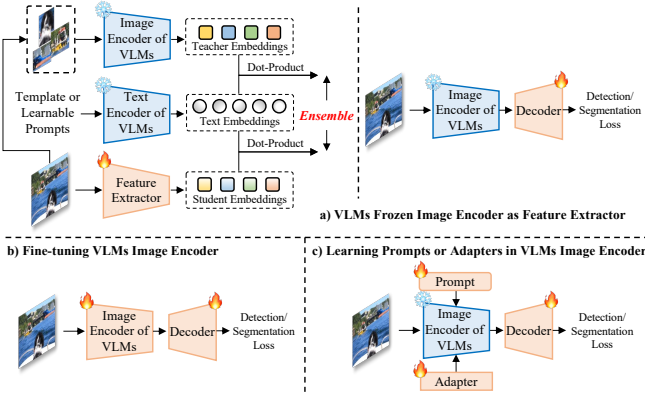 Image
Encoder of
VLMs
Teacher Embeddings
Dot-Product
Template or
Learnable
Prompts
Text
Encoder of
VLMs
Text Embeddings
Ensemble
Dot-Product
Feature
Extractor
Student Embeddings
Image
Encoder of
VLMs
Decoder
Detection/
Segmentation
Loss
a) VLMs Frozen Image Encoder as Feature Extractor
b) Fine-tuning VLMs Image Encoder
Image
Encoder of
VLMs
Decoder
Detection/
Segmentation
Loss
c) Learning Prompts or Adapters in VLMs Image Encoder
Prompt
Image
Encoder of
VLMs
Decoder
Detection/
Segmentation
Loss
Adapter